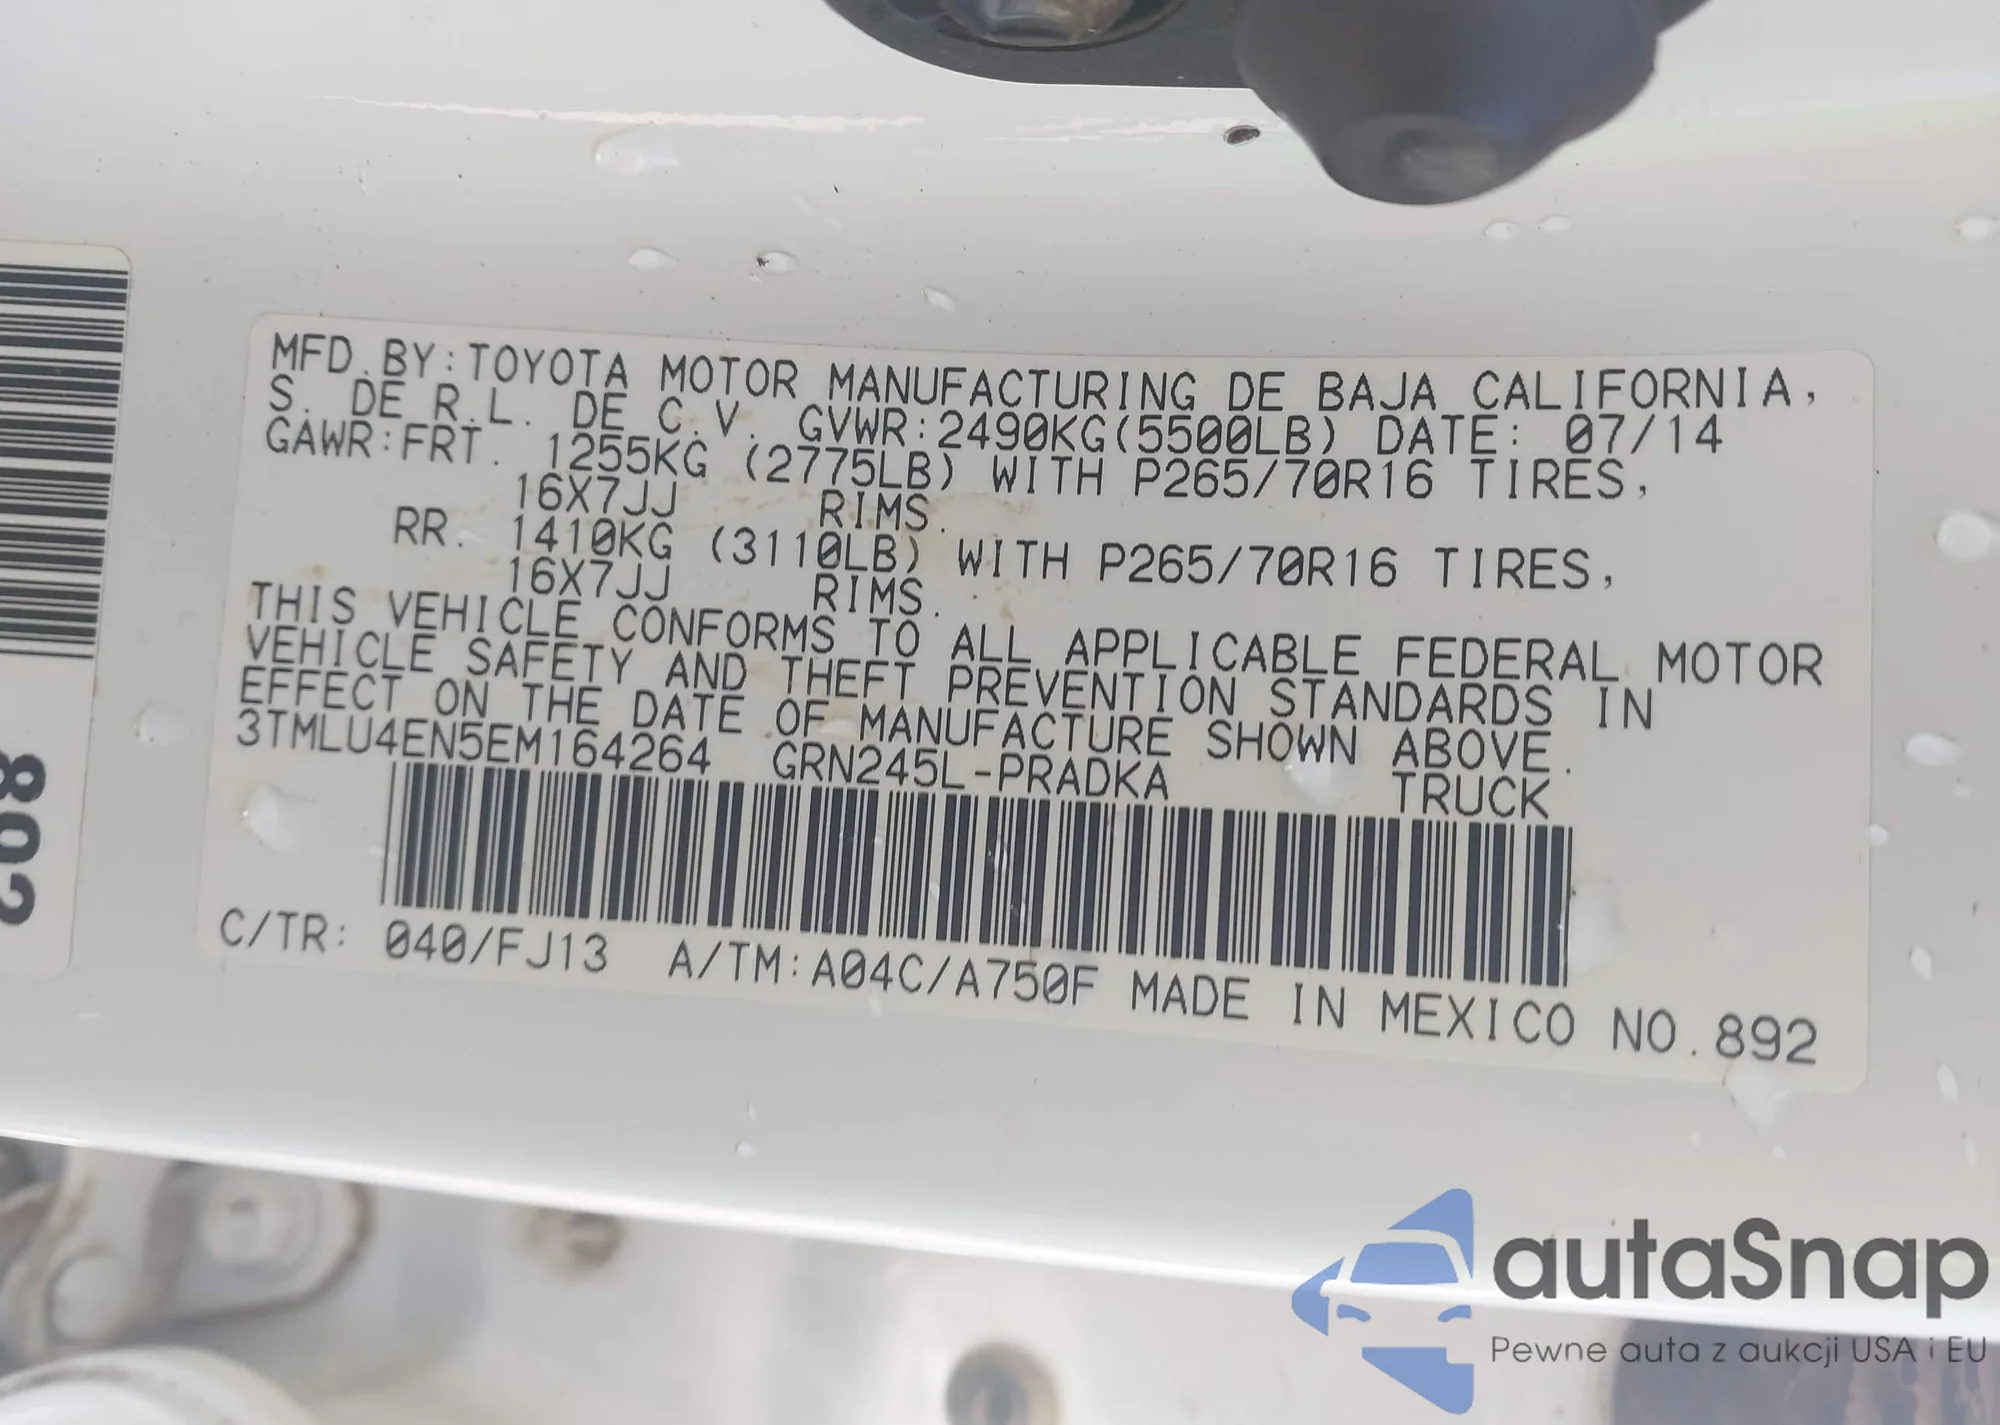 MFD.BY:TOYOTA MOTOR MANUFACTURING DE BAJA CALIFORNIA,
S. DE R.L. DE C.V. GVWR:2490KG(5500LB) DATE: 07/14
GAWR:FRT. 1255KG (2775LB) WITH P265/70R16 TIRES,
16X7JJ RIMS.
RR. 1410KG (3110LB) WITH P265/70R16 TIRES,
16X7JJ RIMS.
THIS VEHICLE CONFORMS TO ALL APPLICABLE FEDERAL MOTOR
VEHICLE SAFETY AND THEFT PREVENTION STANDARDS IN
EFFECT ON THE DATE OF MANUFACTURE SHOWN ABOVE.
3TMLU4EN5EM164264 GRN245L-PRADKA TRUCK
C/TR: 040/FJ13 A/TM:A04C/A750F MADE IN MEXICO NO.892
892
autaSnap
Pewne auta z aukcji USA i EU